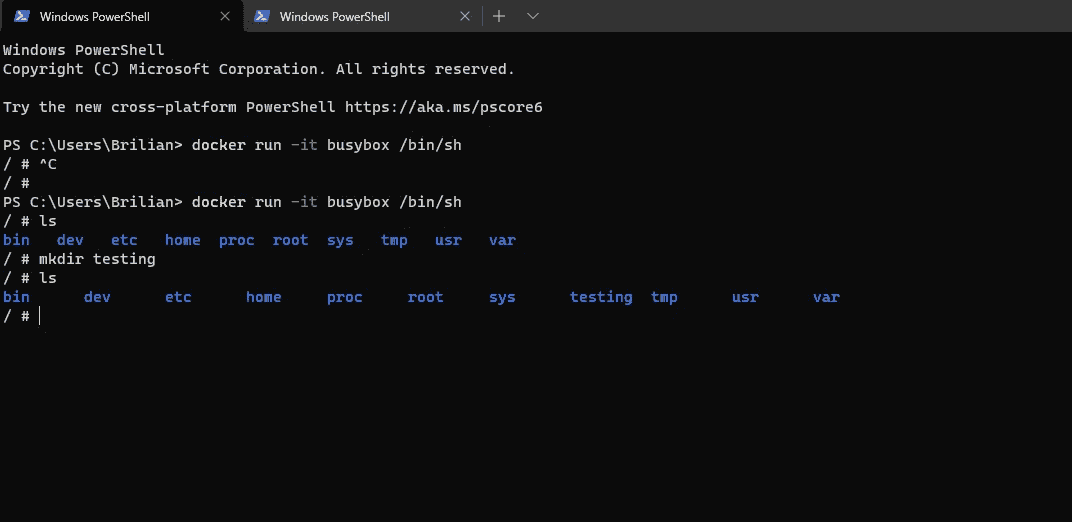 Windows PowerShell
Windows PowerShell
Windows PowerShell
Copyright (C) Microsoft Corporation. All rights reserved.
Try the new cross-platform PowerShell https://aka.ms/pscore6
PS C:\Users\Brilian> docker run -it busybox /bin/sh
/ # ^C
/ #
PS C:\Users\Brilian> docker run -it busybox /bin/sh
/ # ls
bin   dev   etc   home  proc  root  sys   tmp   usr   var
/ # mkdir testing
/ # ls
bin      dev      etc      home     proc     root     sys      testing  tmp      usr      var
/ #